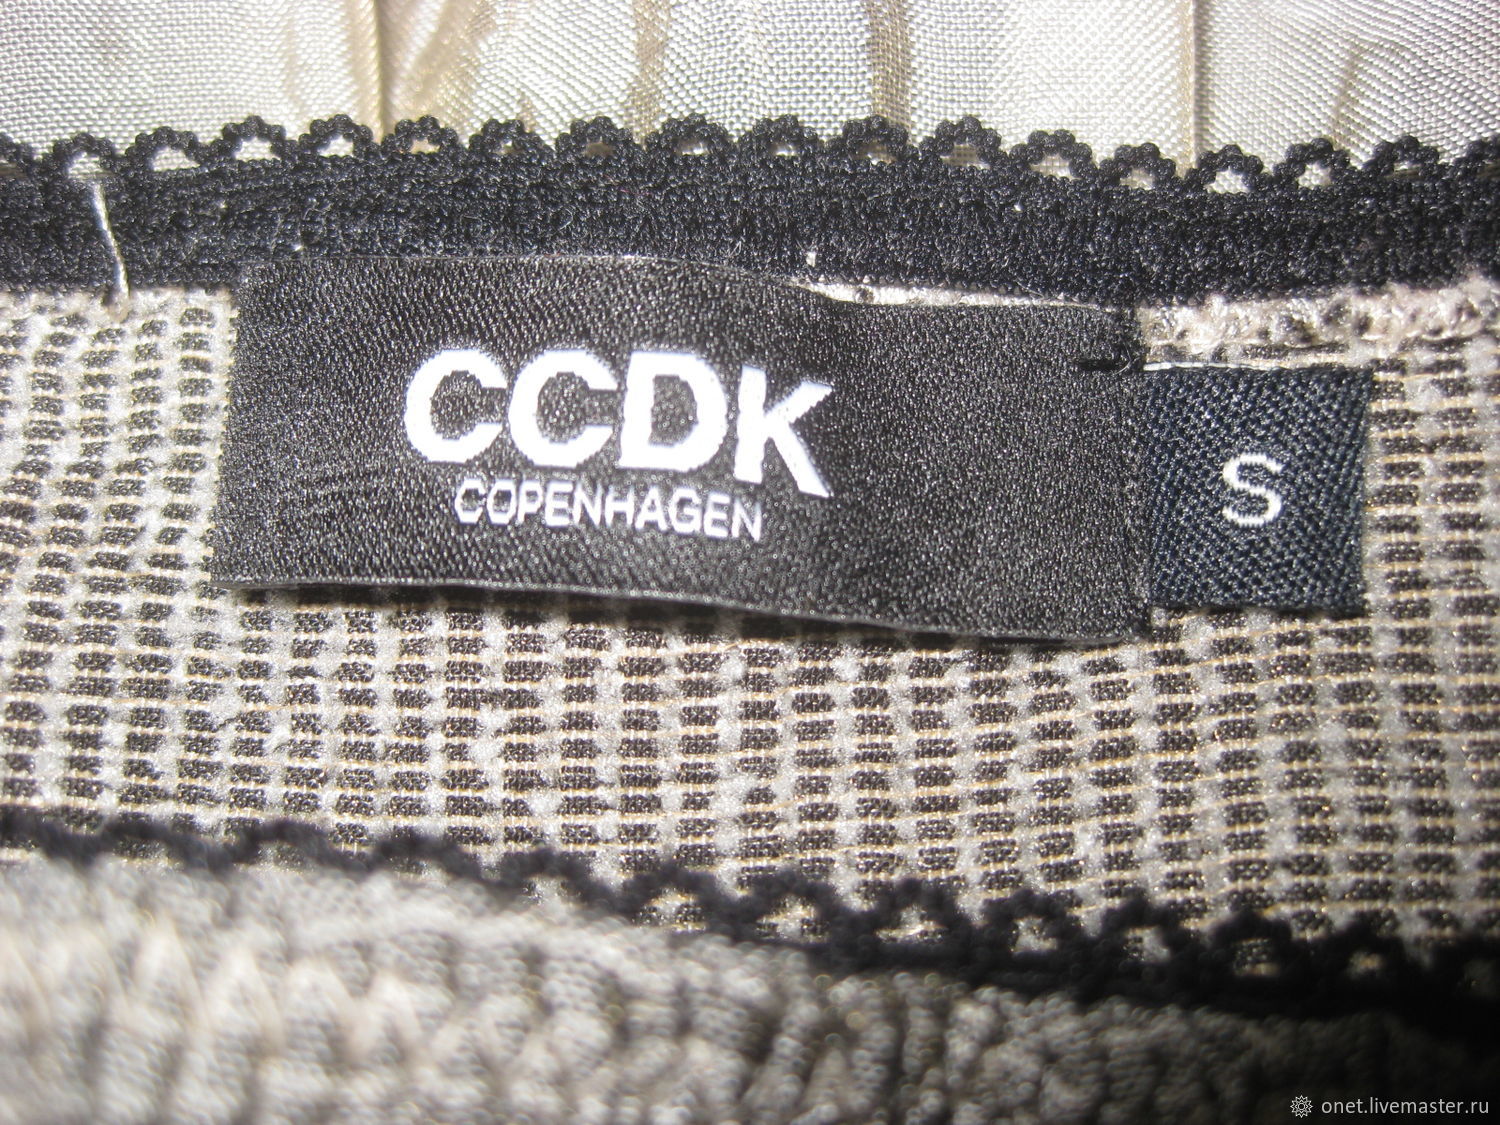 CCDK
COPENHAGEN
S
onet.livemaster.ru